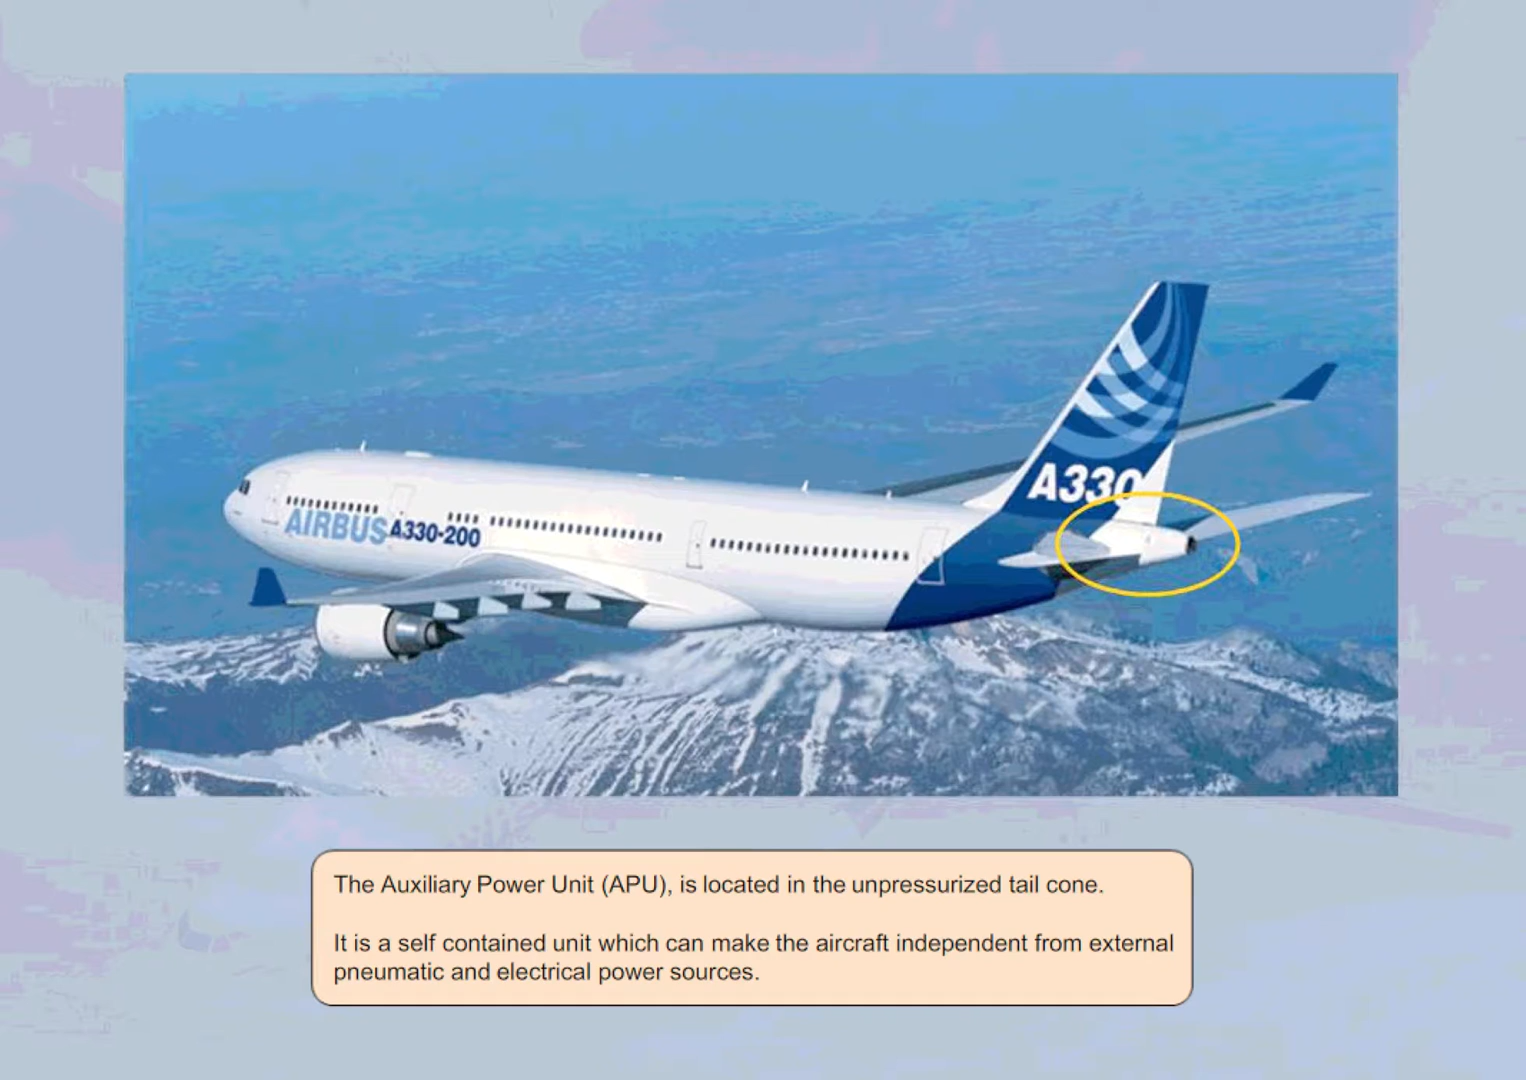 A330
AIRBUS A330-200
The Auxiliary Power Unit (APU), is located in the unpressurized tail cone.
It is a self contained unit which can make the aircraft independent from external
pneumatic and electrical power sources.